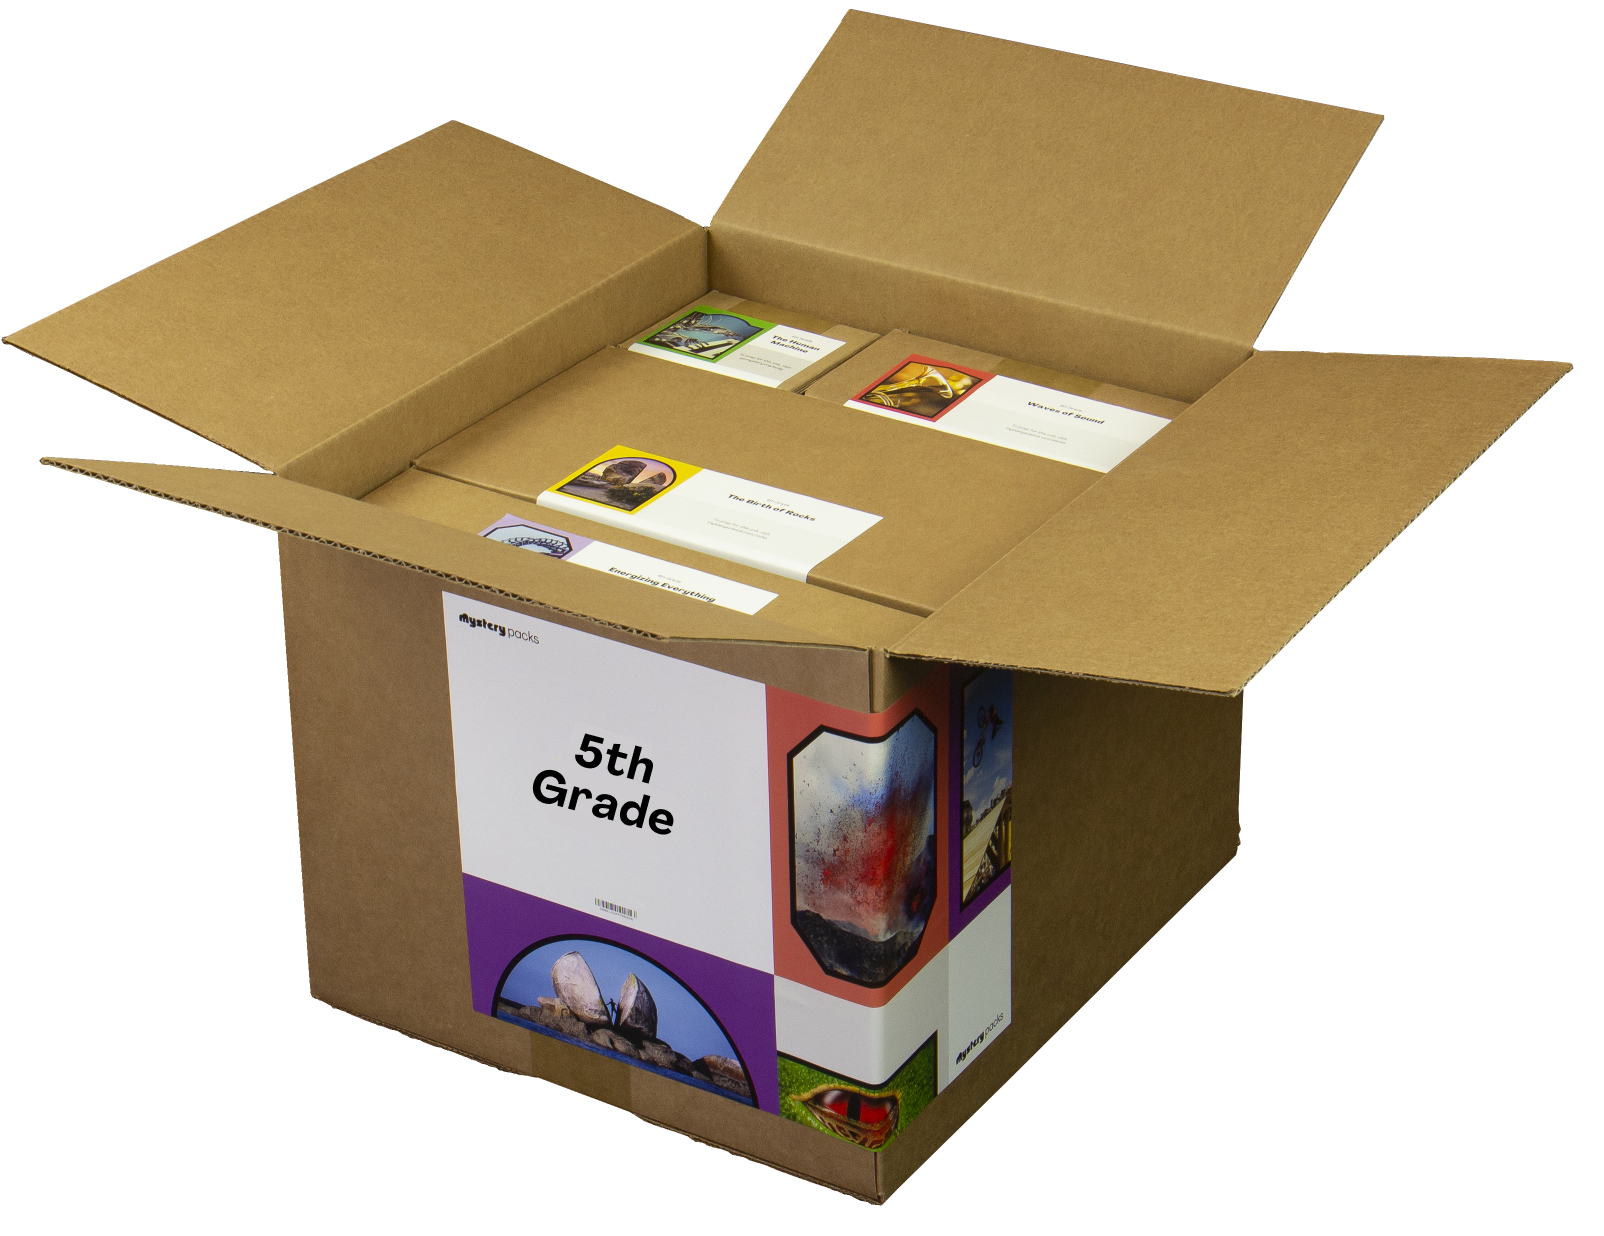 The Human
Machine
Waves of Sound
The Birth of Rocks
Energizing Everything
mystery packs
5th
Grade
mystery packs